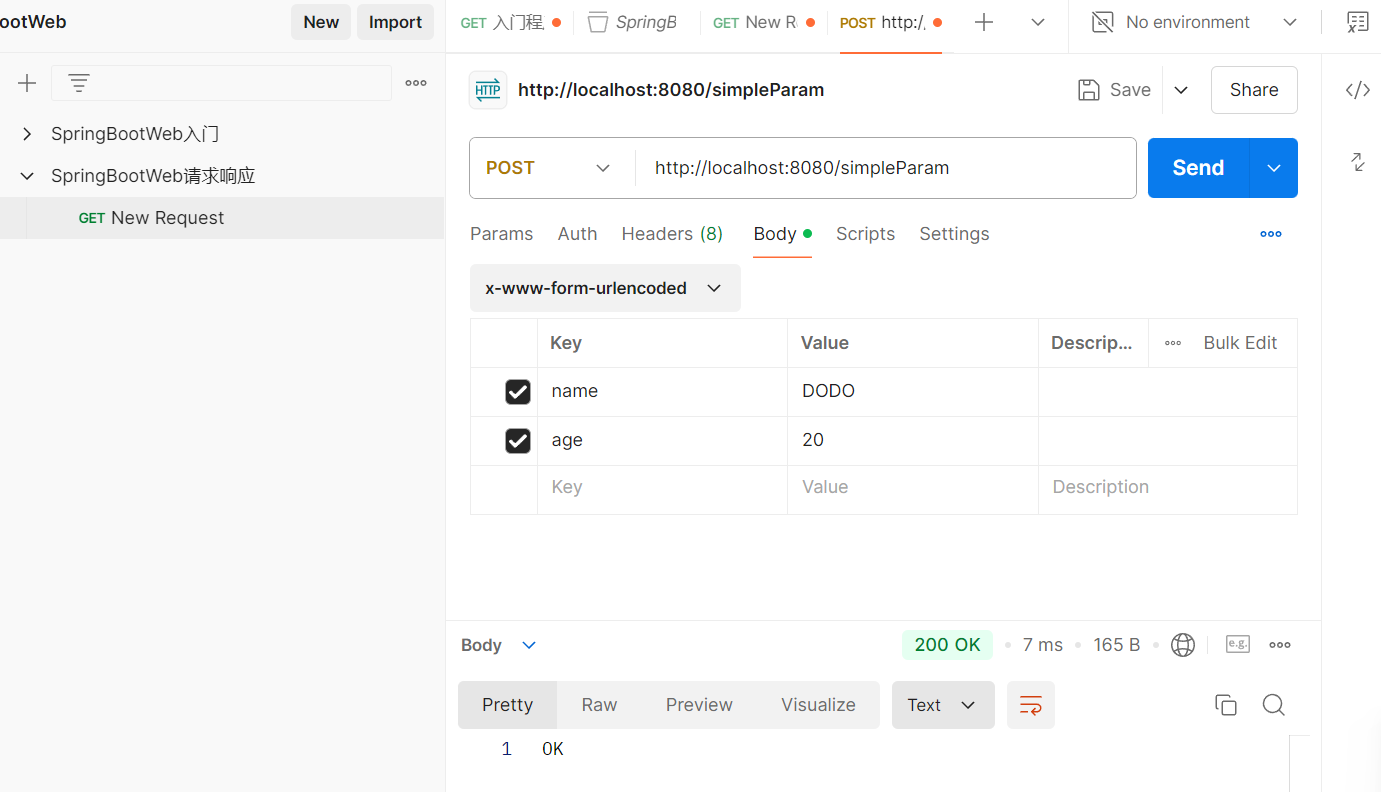 ootWeb
New
Import
GET 入门程
SpringB
GET New R
POST http:/
No environment
SpringBootWeb入门
SpringBootWeb请求响应
GET New Request
HTTP
http://localhost:8080/simpleParam
Save
Share
POST
http://localhost:8080/simpleParam
Send
Params
Auth
Headers (8)
Body
Scripts
Settings
x-www-form-urlencoded
Key
Value
Descrip...
Bulk Edit
name
DODO
age
20
Key
Value
Description
Body
200 OK
7 ms
165 B
e.g.
Pretty
Raw
Preview
Visualize
Text
1
OK